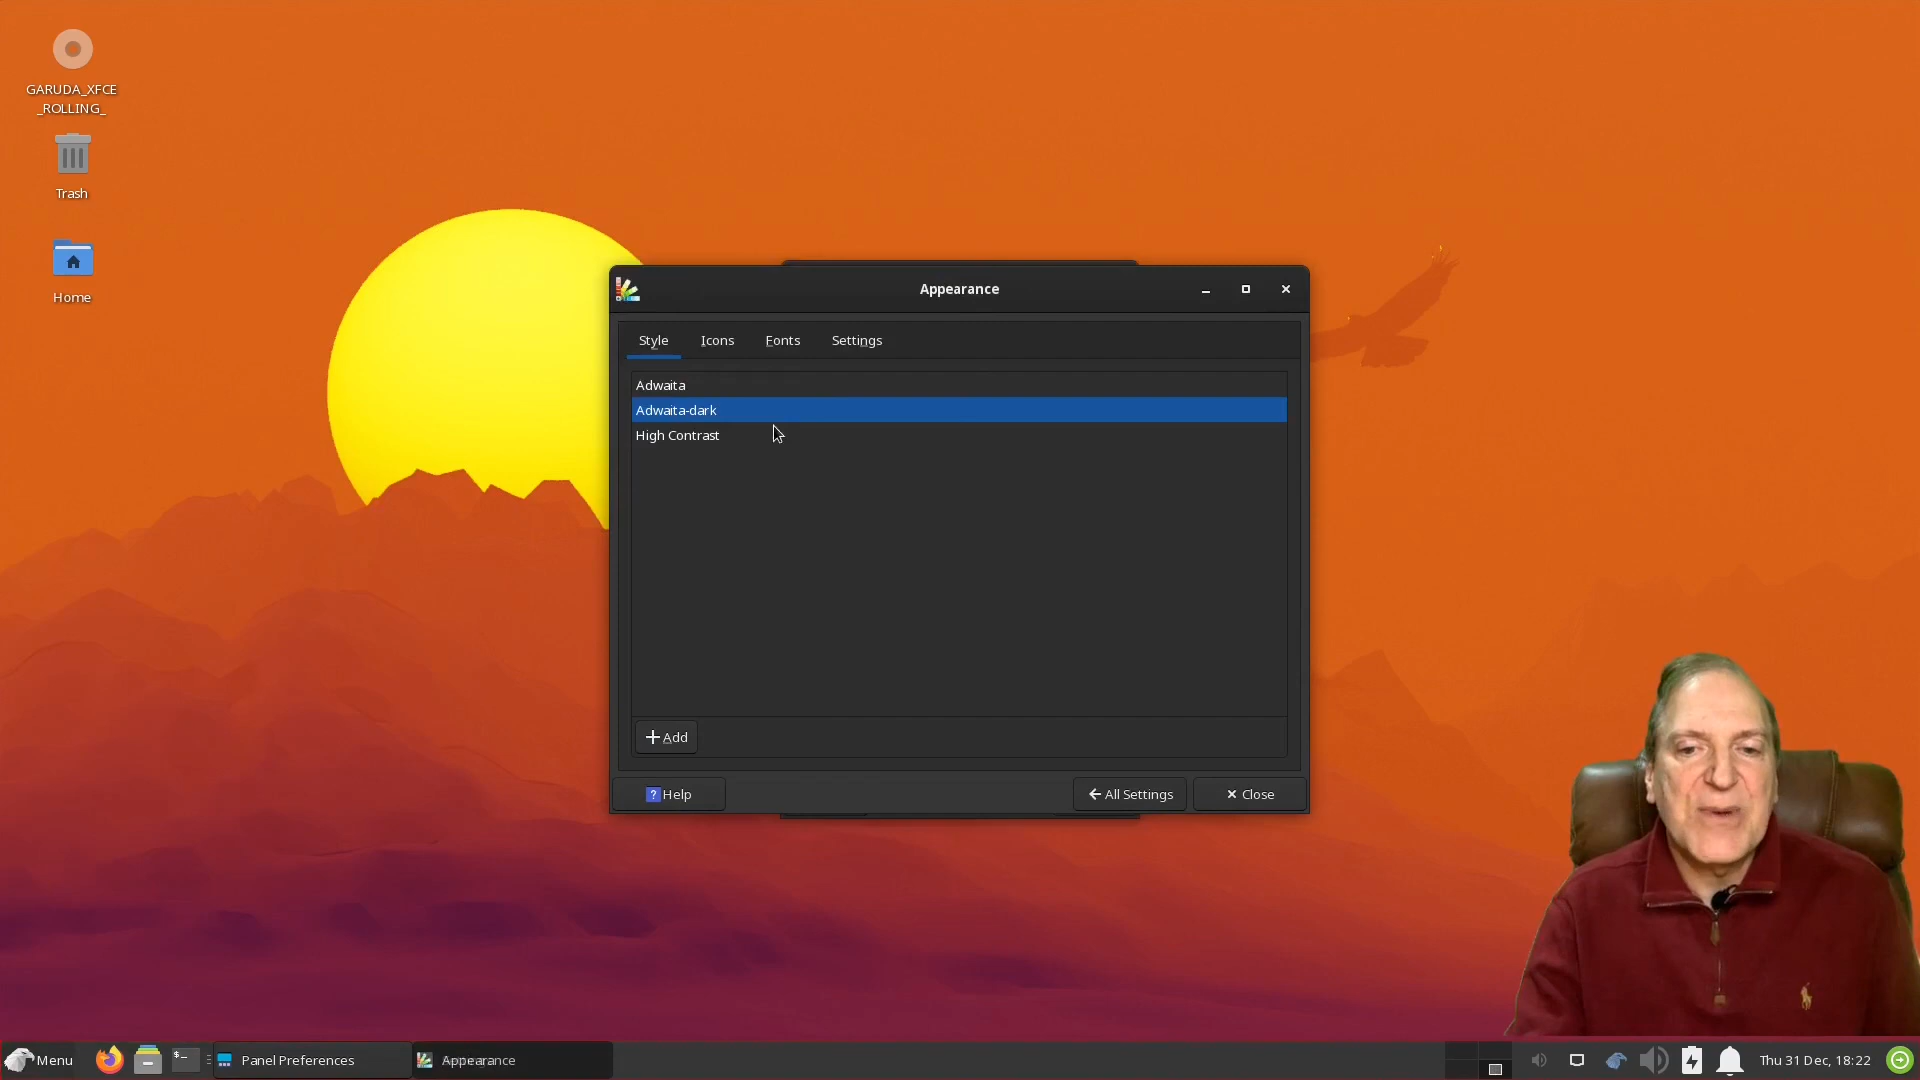 GARUDA_XFCE
_ROLLING_
Trash
Home
Appearance
Style Icons Fonts Settings
Adwaita
Adwaita-dark
High Contrast
Add
? Help
All Settings
Close
Menu
$-
Panel Preferences
Appearance
Thu 31 Dec, 18:22